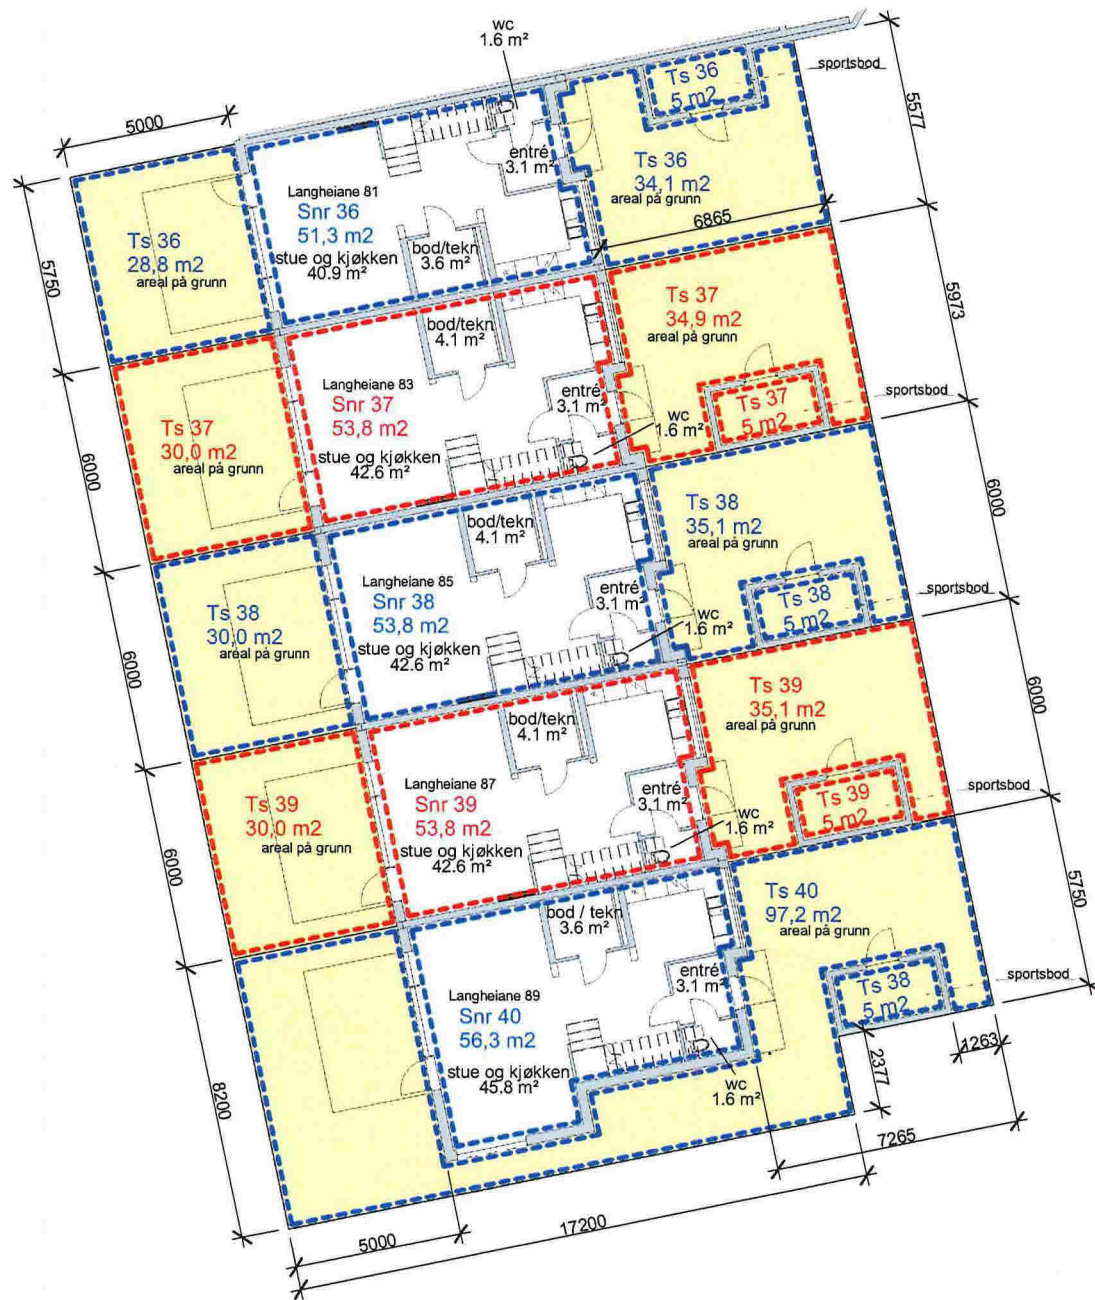 wc
1.6 m²
sportsbod
Ts 36
5 m2
5577
5000
entré
3.1 m²
Ts 36
34,1 m2
areal på grunn
6865
Langheiane 81
Snr 36
51,3 m2
stue og kjøkken
40.9 m²
bod/tekn
3.6 m²
Ts 36
28,8 m2
areal på grunn
5750
Ts 37
34,9 m2
areal på grunn
5973
bod/tekn
4.1 m²
Langheiane 83
Snr 37
53,8 m2
stue og kjøkken
42.6 m²
entré
3.1 m²
wc
1.6 m²
Ts 37
5 m2
sportsbod
Ts 37
30,0 m2
areal på grunn
6000
Ts 38
35,1 m2
areal på grunn
6000
bod/tekn
4.1 m²
Langheiane 85
Snr 38
53,8 m2
stue og kjøkken
42.6 m²
entré
3.1 m²
wc
1.6 m²
Ts 38
5 m2
sportsbod
Ts 38
30,0 m2
areal på grunn
6000
Ts 39
35,1 m2
areal på grunn
6000
bod/tekn
4.1 m²
Langheiane 87
Snr 39
53,8 m2
stue og kjøkken
42.6 m²
entré
3.1 m²
wc
1.6 m²
Ts 39
5 m2
sportsbod
Ts 39
30,0 m2
areal på grunn
6000
Ts 40
97,2 m2
areal på grunn
5750
bod / tekn
3.6 m²
Langheiane 89
Snr 40
56,3 m2
stue og kjøkken
45.8 m²
entré
3.1 m²
wc
1.6 m²
Ts 38
5 m2
sportsbod
1263
2377
8200
7265
5000
17200